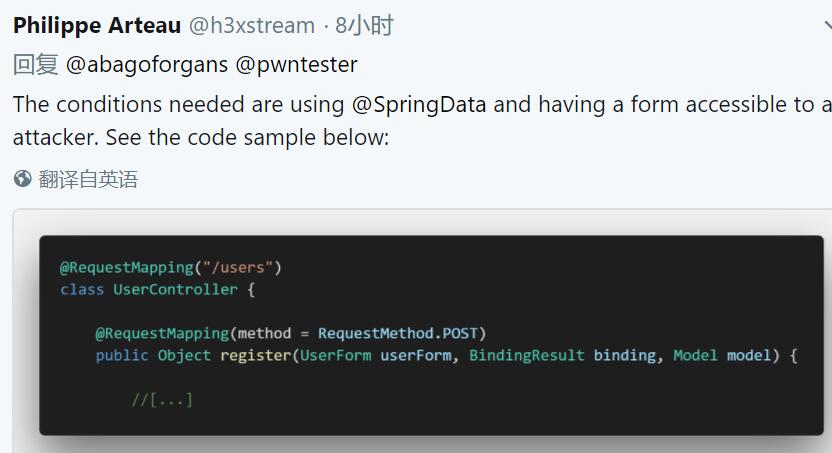 Philippe Arteau @h3xstream · 8小时
回复 @abagoforgans @pwntester
The conditions needed are using @SpringData and having a form accessible to a
attacker. See the code sample below:
翻译自英语
@RequestMapping("/users")
class UserController {
@RequestMapping(method = RequestMethod.POST)
public Object register(UserForm userForm, BindingResult binding, Model model) {
//[...]